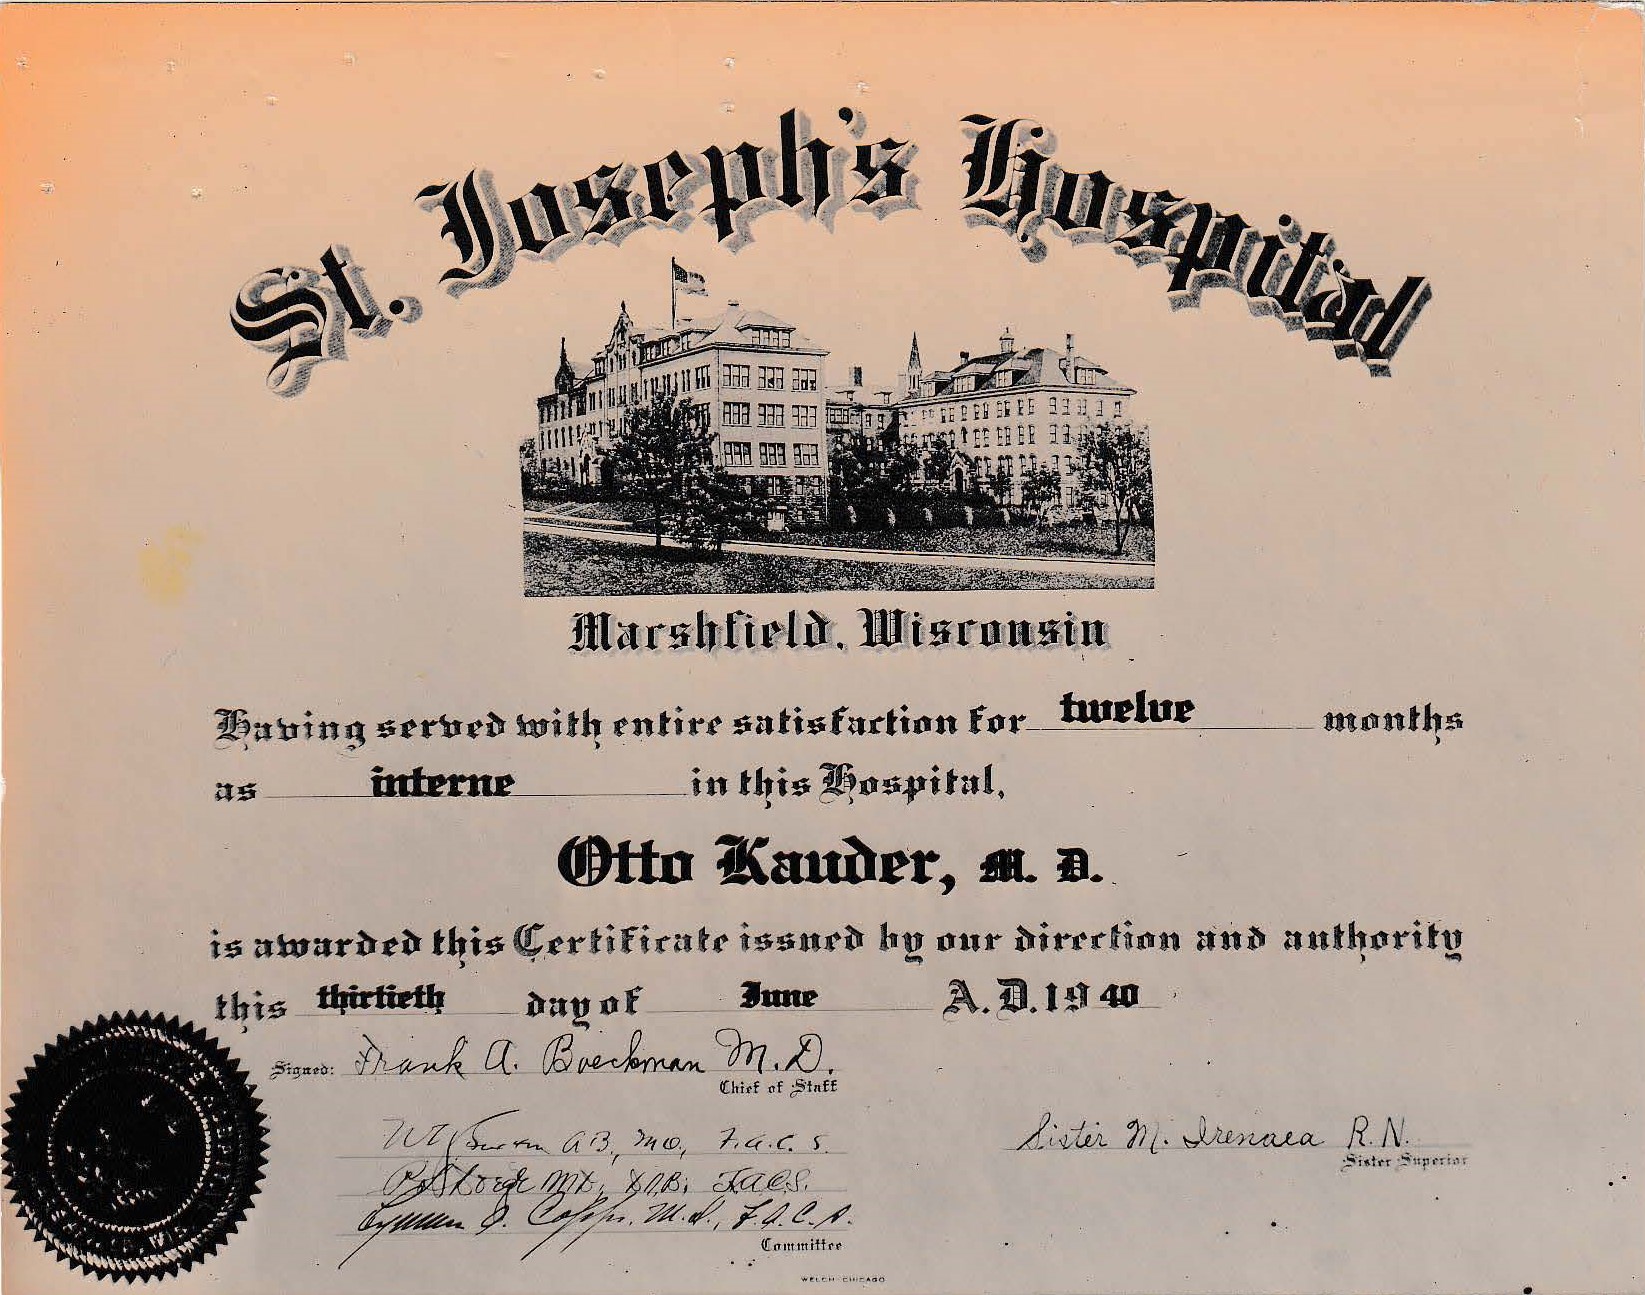 St. Joseph's Hospital
Marshfield, Wisconsin
Having served with entire satisfaction for twelve months
as interne in this Hospital,
Otto Kauder, M. D.
is awarded this Certificate issued by our direction and authority
this thirtieth day of June A. D. 1940
Signed: Frank A. Boeckman M. D.
Chief of Staff
A B., M D., F. a. c. s.
Sister M. Irenaea R. N.
Sister Superior
M D, F A C S.
Lyman A. Copps. M. d., F. A. C. S.
Committee
WELCH-CHICAGO